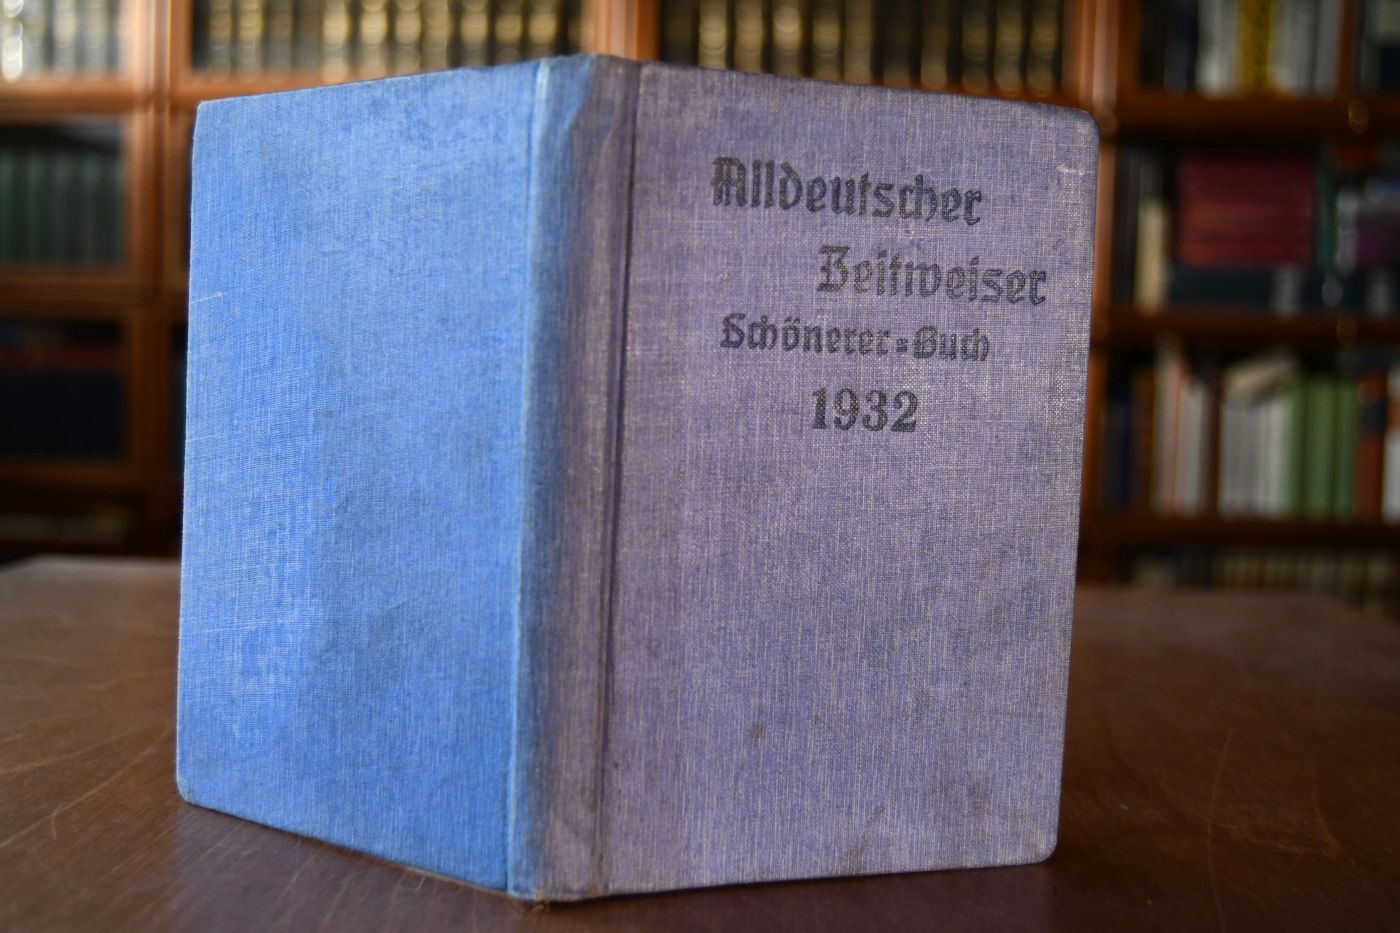 Alldeutscher
Zeitweiser
Schönerer=Buch
1932